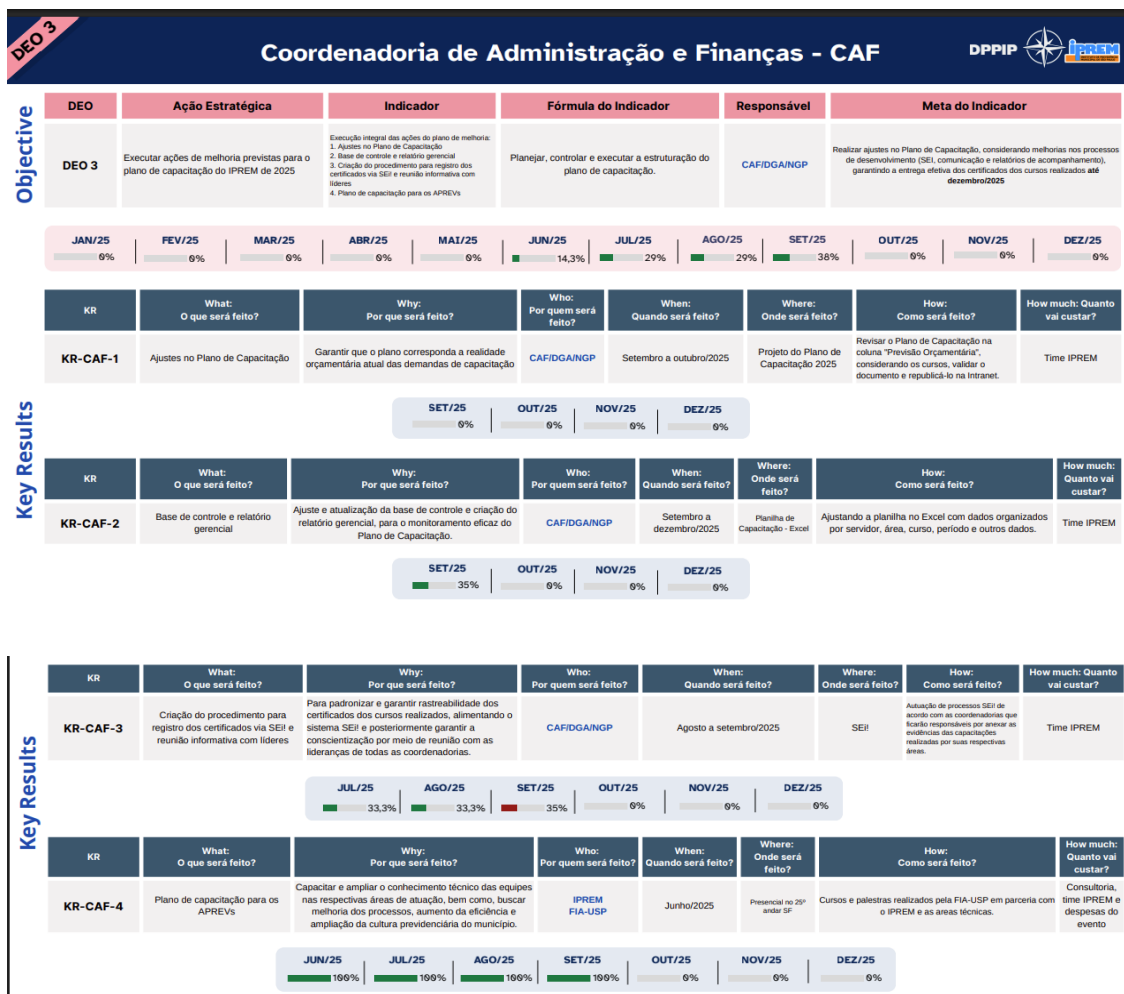 DEO 3
Coordenadoria de Administração e Finanças - CAF
DPPIP
iPREM
Objective
DEO
Ação Estratégica
Indicador
Fórmula do Indicador
Responsável
Meta do Indicador
DEO 3
Executar ações de melhoria previstas para o
plano de capacitação do IPREM de 2025
Execução integral das ações do plano de melhoria:
1. Ajustes no Plano de Capacitação
2. Base de controle e relatório gerencial
3. Criação do procedimento para registro dos
certificados via SEI! e reunião informativa com
líderes
4. Plano de capacitação para os APREVs
Planejar, controlar e executar a estruturação do
plano de capacitação.
CAF/DGA/NGP
Realizar ajustes no Plano de Capacitação, considerando melhorias nos processos
de desenvolvimento (SEI, comunicação e relatórios de acompanhamento),
garantindo a entrega efetiva dos certificados dos cursos realizados até
dezembro/2025
JAN/25
0%
FEV/25
0%
MAR/25
0%
ABR/25
0%
MAI/25
0%
JUN/25
14,3%
JUL/25
29%
AGO/25
29%
SET/25
38%
OUT/25
0%
NOV/25
0%
DEZ/25
0%
Key Results
KR
What:
O que será feito?
Why:
Por que será feito?
Who:
Por quem será
feito?
When:
Quando será feito?
Where:
Onde será feito?
How:
Como será feito?
How much: Quanto
vai custar?
KR-CAF-1
Ajustes no Plano de Capacitação
Garantir que o plano corresponda a realidade
orçamentária atual das demandas de capacitação
CAF/DGA/NGP
Setembro a outubro/2025
Projeto do Plano de
Capacitação 2025
Revisar o Plano de Capacitação na
coluna "Previsão Orçamentária",
considerando os cursos, validar o
documento e republicá-lo na Intranet.
Time IPREM
SET/25
0%
OUT/25
0%
NOV/25
0%
DEZ/25
0%
KR
What:
O que será feito?
Why:
Por que será feito?
Who:
Por quem será feito?
When:
Quando será feito?
Where:
Onde será
feito?
How:
Como será feito?
How much:
Quanto vai
custar?
KR-CAF-2
Base de controle e relatório
gerencial
Ajuste e atualização da base de controle e criação do
relatório gerencial, para o monitoramento eficaz do
Plano de Capacitação.
CAF/DGA/NGP
Setembro a
dezembro/2025
Planilha de
Capacitação - Excel
Ajustando a planilha no Excel com dados organizados
por servidor, área, curso, período e outros dados.
Time IPREM
SET/25
35%
OUT/25
0%
NOV/25
0%
DEZ/25
0%
Key Results
KR
What:
O que será feito?
Why:
Por que será feito?
Who:
Por quem será feito?
When:
Quando será feito?
Where:
Onde será feito?
How:
Como será feito?
How much: Quanto
vai custar?
KR-CAF-3
Criação do procedimento para
registro dos certificados via SEI! e
reunião informativa com líderes
Para padronizar e garantir rastreabilidade dos
certificados dos cursos realizados, alimentando o
sistema SEI! e posteriormente garantir a
conscientização por meio de reunião com as
lideranças de todas as coordenadorias.
CAF/DGA/NGP
Agosto a setembro/2025
SEI!
Autuação de processos SEI! de
acordo com as coordenadorias que
ficarão responsáveis por anexar as
evidências das capacitações
realizadas por suas respectivas
áreas.
Time IPREM
JUL/25
33,3%
AGO/25
33,3%
SET/25
35%
OUT/25
0%
NOV/25
0%
DEZ/25
0%
KR
What:
O que será feito?
Why:
Por que será feito?
Who:
Por quem será feito?
When:
Quando será feito?
Where:
Onde será
feito?
How:
Como será feito?
How much:
Quanto vai
custar?
KR-CAF-4
Plano de capacitação para os
APREVs
Capacitar e ampliar o conhecimento técnico das equipes
nas respectivas áreas de atuação, bem como, buscar
melhoria dos processos, aumento da eficiência e
ampliação da cultura previdenciária do município.
IPREM
FIA-USP
Junho/2025
Presencial no 25º
andar SF
Cursos e palestras realizados pela FIA-USP em parceria com
o IPREM e as areas técnicas.
Consultoria,
time IPREM e
despesas do
evento
JUN/25
100%
JUL/25
100%
AGO/25
100%
SET/25
100%
OUT/25
0%
NOV/25
0%
DEZ/25
0%